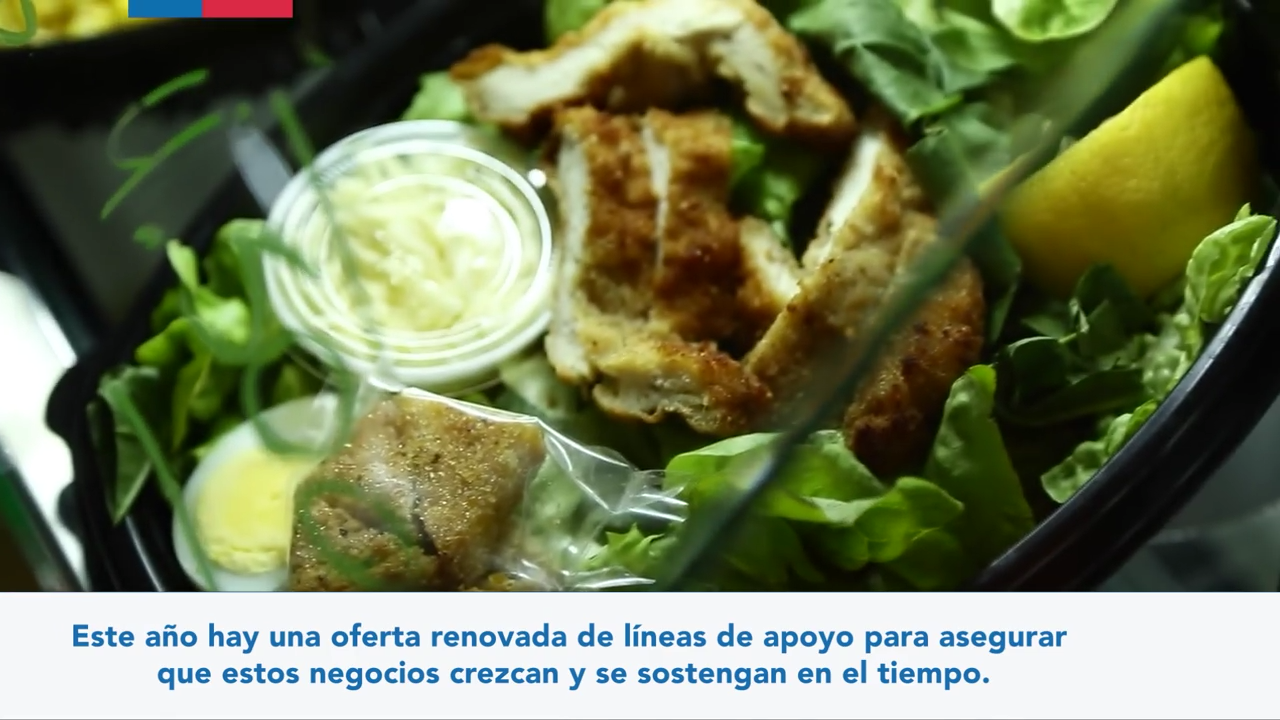 Este año hay una oferta renovada de líneas de apoyo para asegurar
que estos negocios crezcan y se sostengan en el tiempo.